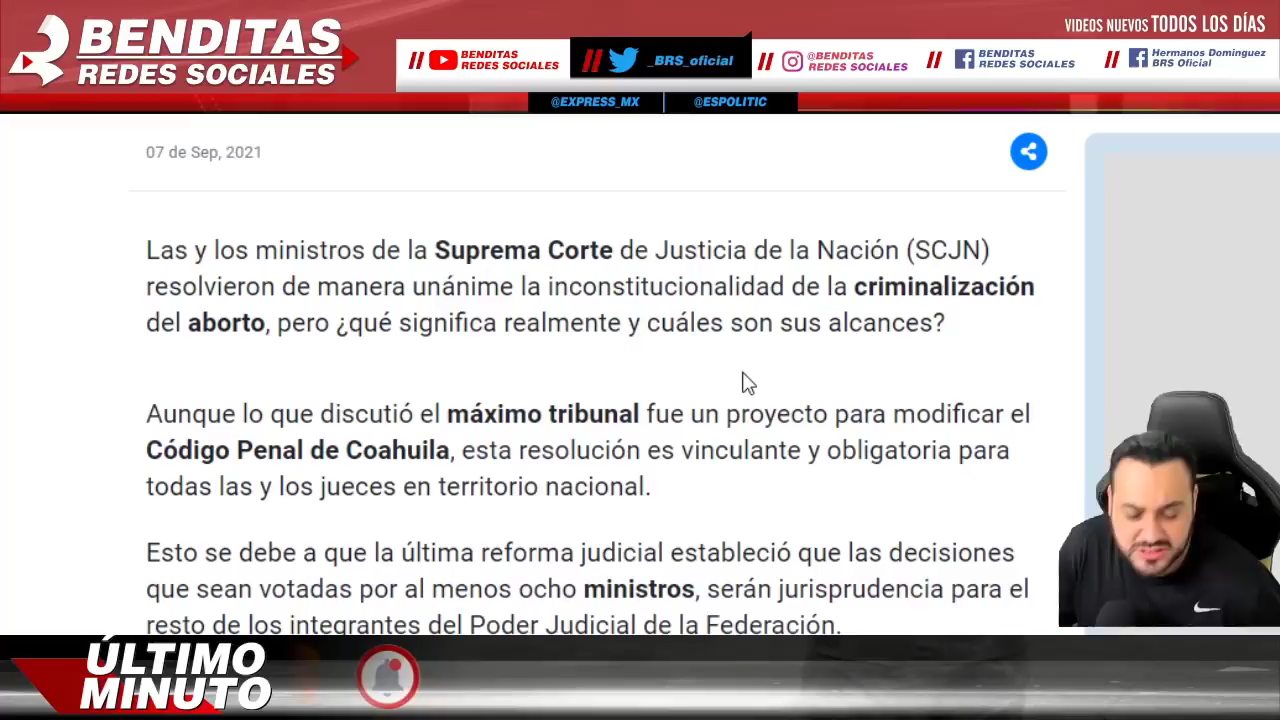 BENDITAS
REDES SOCIALES
VIDEOS NUEVOS TODOS LOS DÍAS
// BENDITAS
REDES SOCIALES
// _BRS_oficial
// @BENDITAS
REDES SOCIALES
// BENDITAS
REDES SOCIALES
// Hermanos Dominguez
BRS Oficial
@EXPRESS_MX
@ESPOLITIC
07 de Sep, 2021
Las y los ministros de la Suprema Corte de Justicia de la Nación (SCJN)
resolvieron de manera unánime la inconstitucionalidad de la criminalización
del aborto, pero ¿qué significa realmente y cuáles son sus alcances?
Aunque lo que discutió el máximo tribunal fue un proyecto para modificar el
Código Penal de Coahuila, esta resolución es vinculante y obligatoria para
todas las y los jueces en territorio nacional.
Esto se debe a que la última reforma judicial estableció que las decisiones
que sean votadas por al menos ocho ministros, serán jurisprudencia para el
resto de los integrantes del Poder Judicial de la Federación.
ÚLTIMO
MINUTO